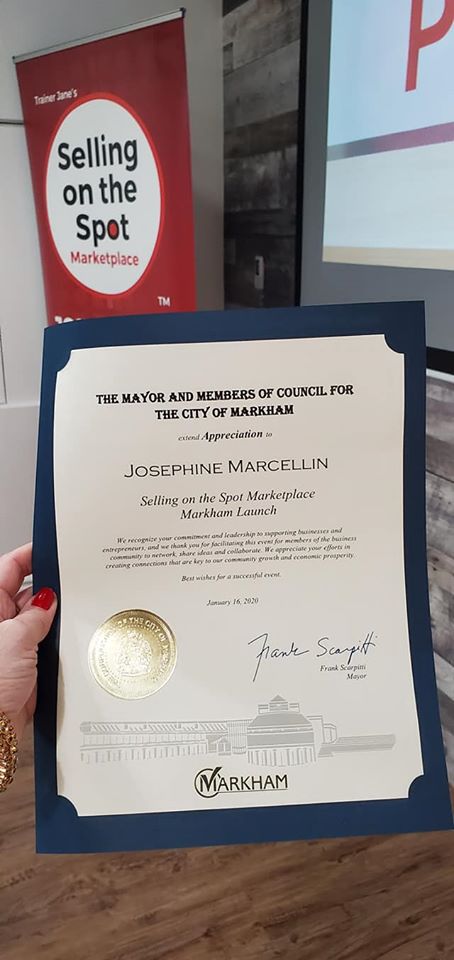 Trainer Jane's
Selling
on the
Spot
Marketplace
TM
P
THE MAYOR AND MEMBERS OF COUNCIL FOR
THE CITY OF MARKHAM
extend Appreciation to
JOSEPHINE MARCELLIN
Selling on the Spot Marketplace
Markham Launch
We recognize your commitment and leadership to supporting businesses and
entrepreneurs, and we thank you for facilitating this event for members of the business
community to network, share ideas and collaborate. We appreciate your efforts in
creating connections that are key to our community growth and economic prosperity.
Best wishes for a successful event.
January 16, 2020
Frank Scarpitti
Frank Scarpitti
Mayor
OF THE CITY OF
MARKHAM